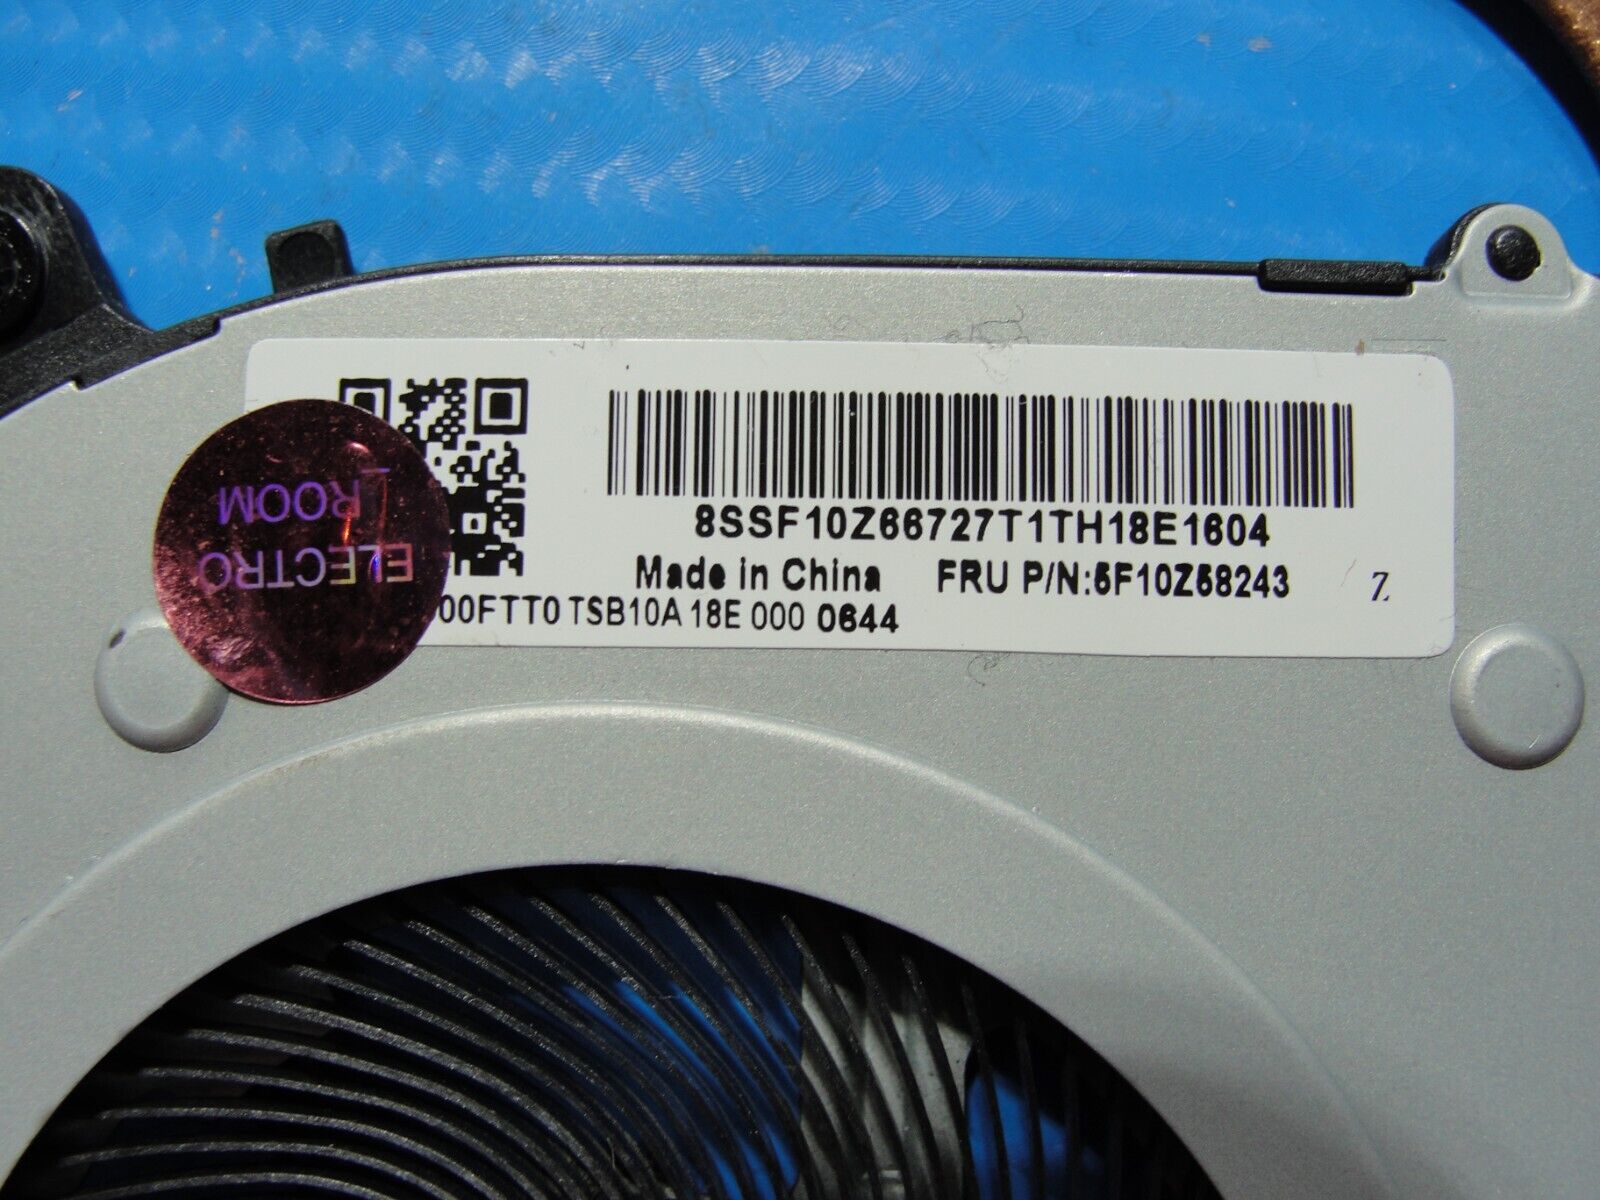 8SSF10Z66727T1TH18E1604
Made in China FRU P/N:5F10Z58243 Z
00FTT0 TSB10A 18E 000 0644
ELECTRO
ROOM